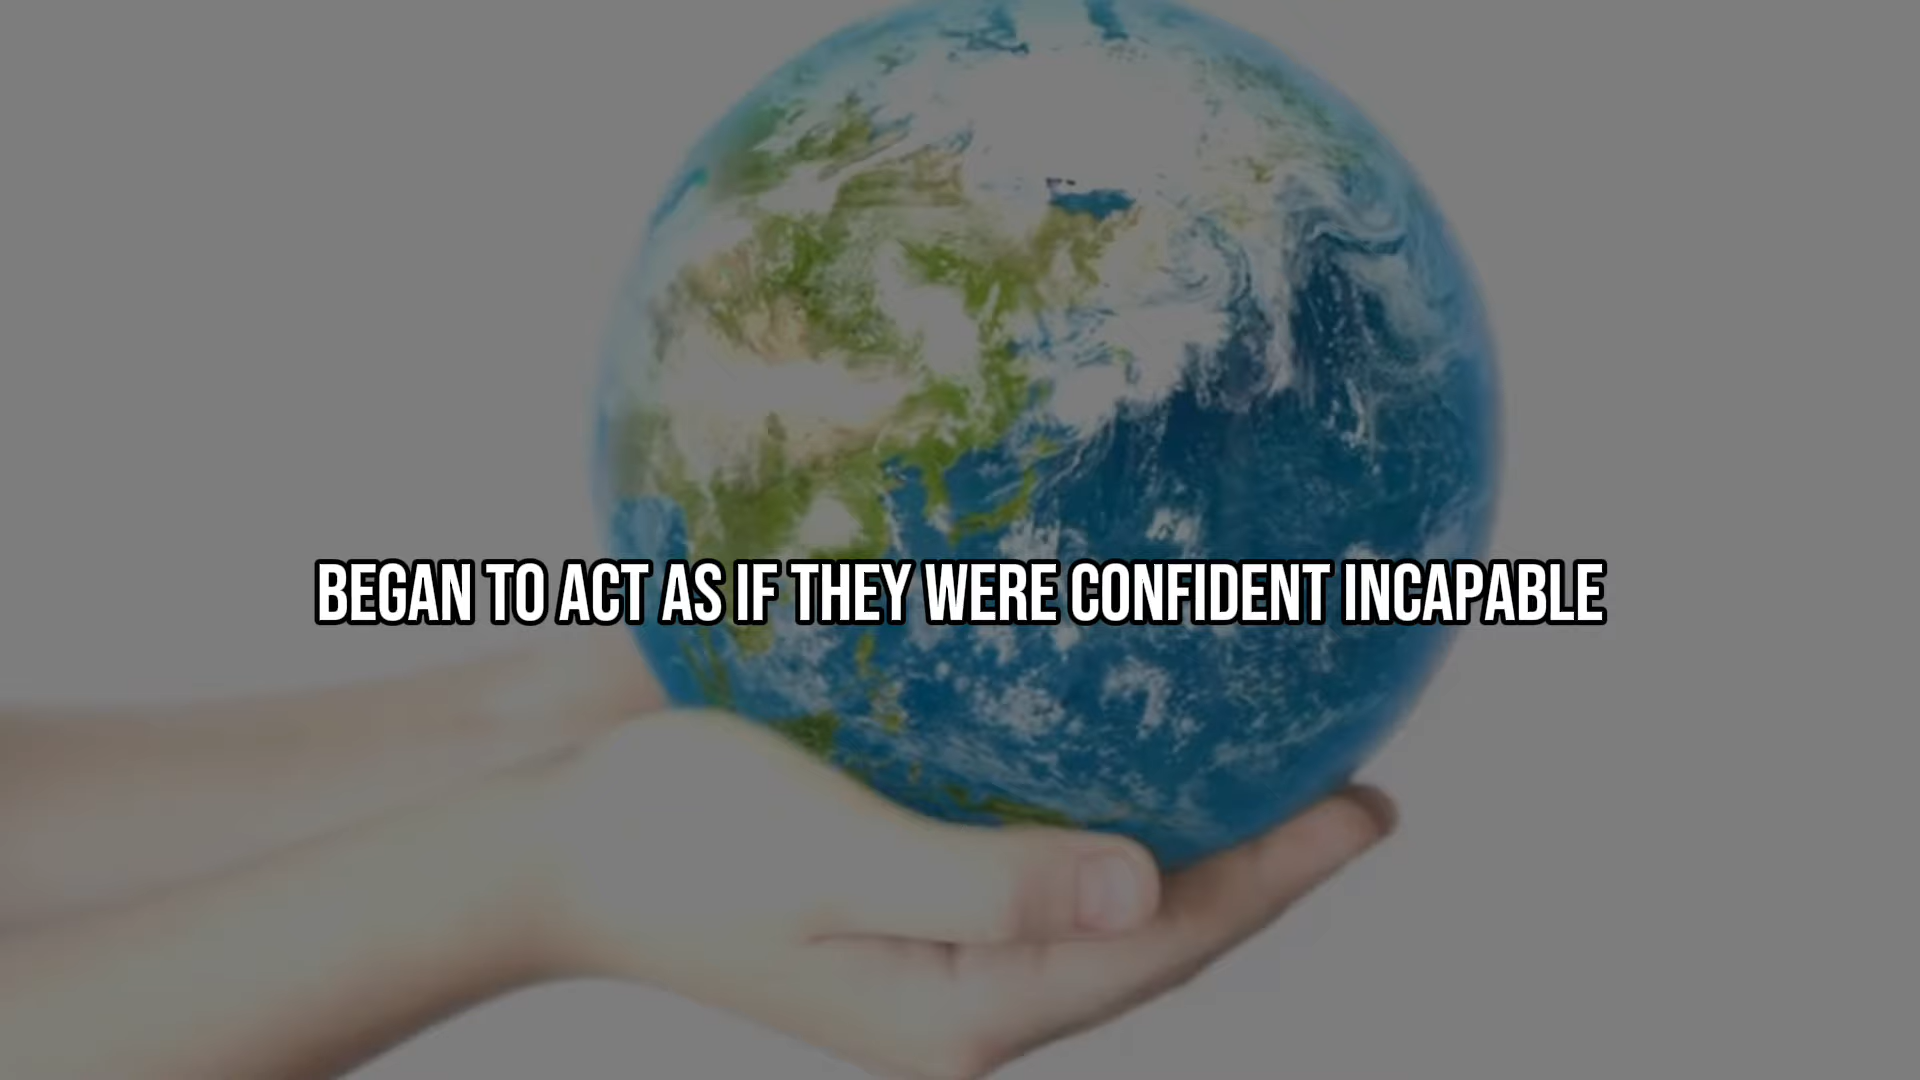 BEGAN TO ACT AS IF THEY WERE CONFIDENT INCAPABLE